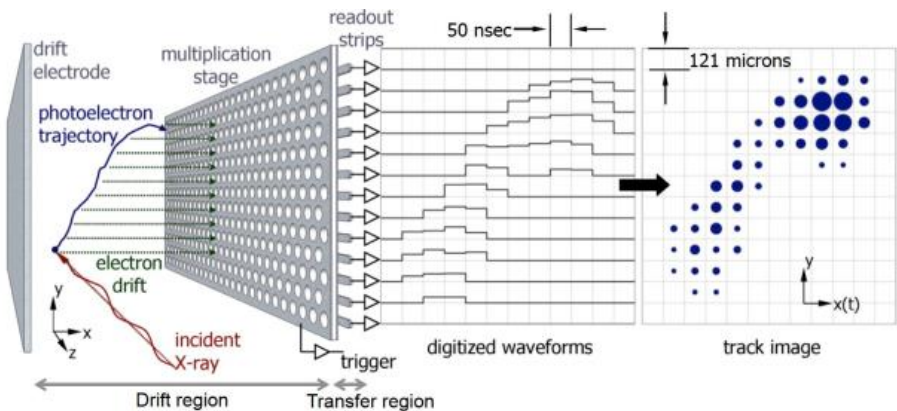 drift
electrode
photoelectron
trajectory
multiplication
stage
readout
strips
50 nsec
121 microns
electron
drift
y
x
z
incident
X-ray
trigger
digitized waveforms
y
x(t)
track image
Drift region
Transfer region